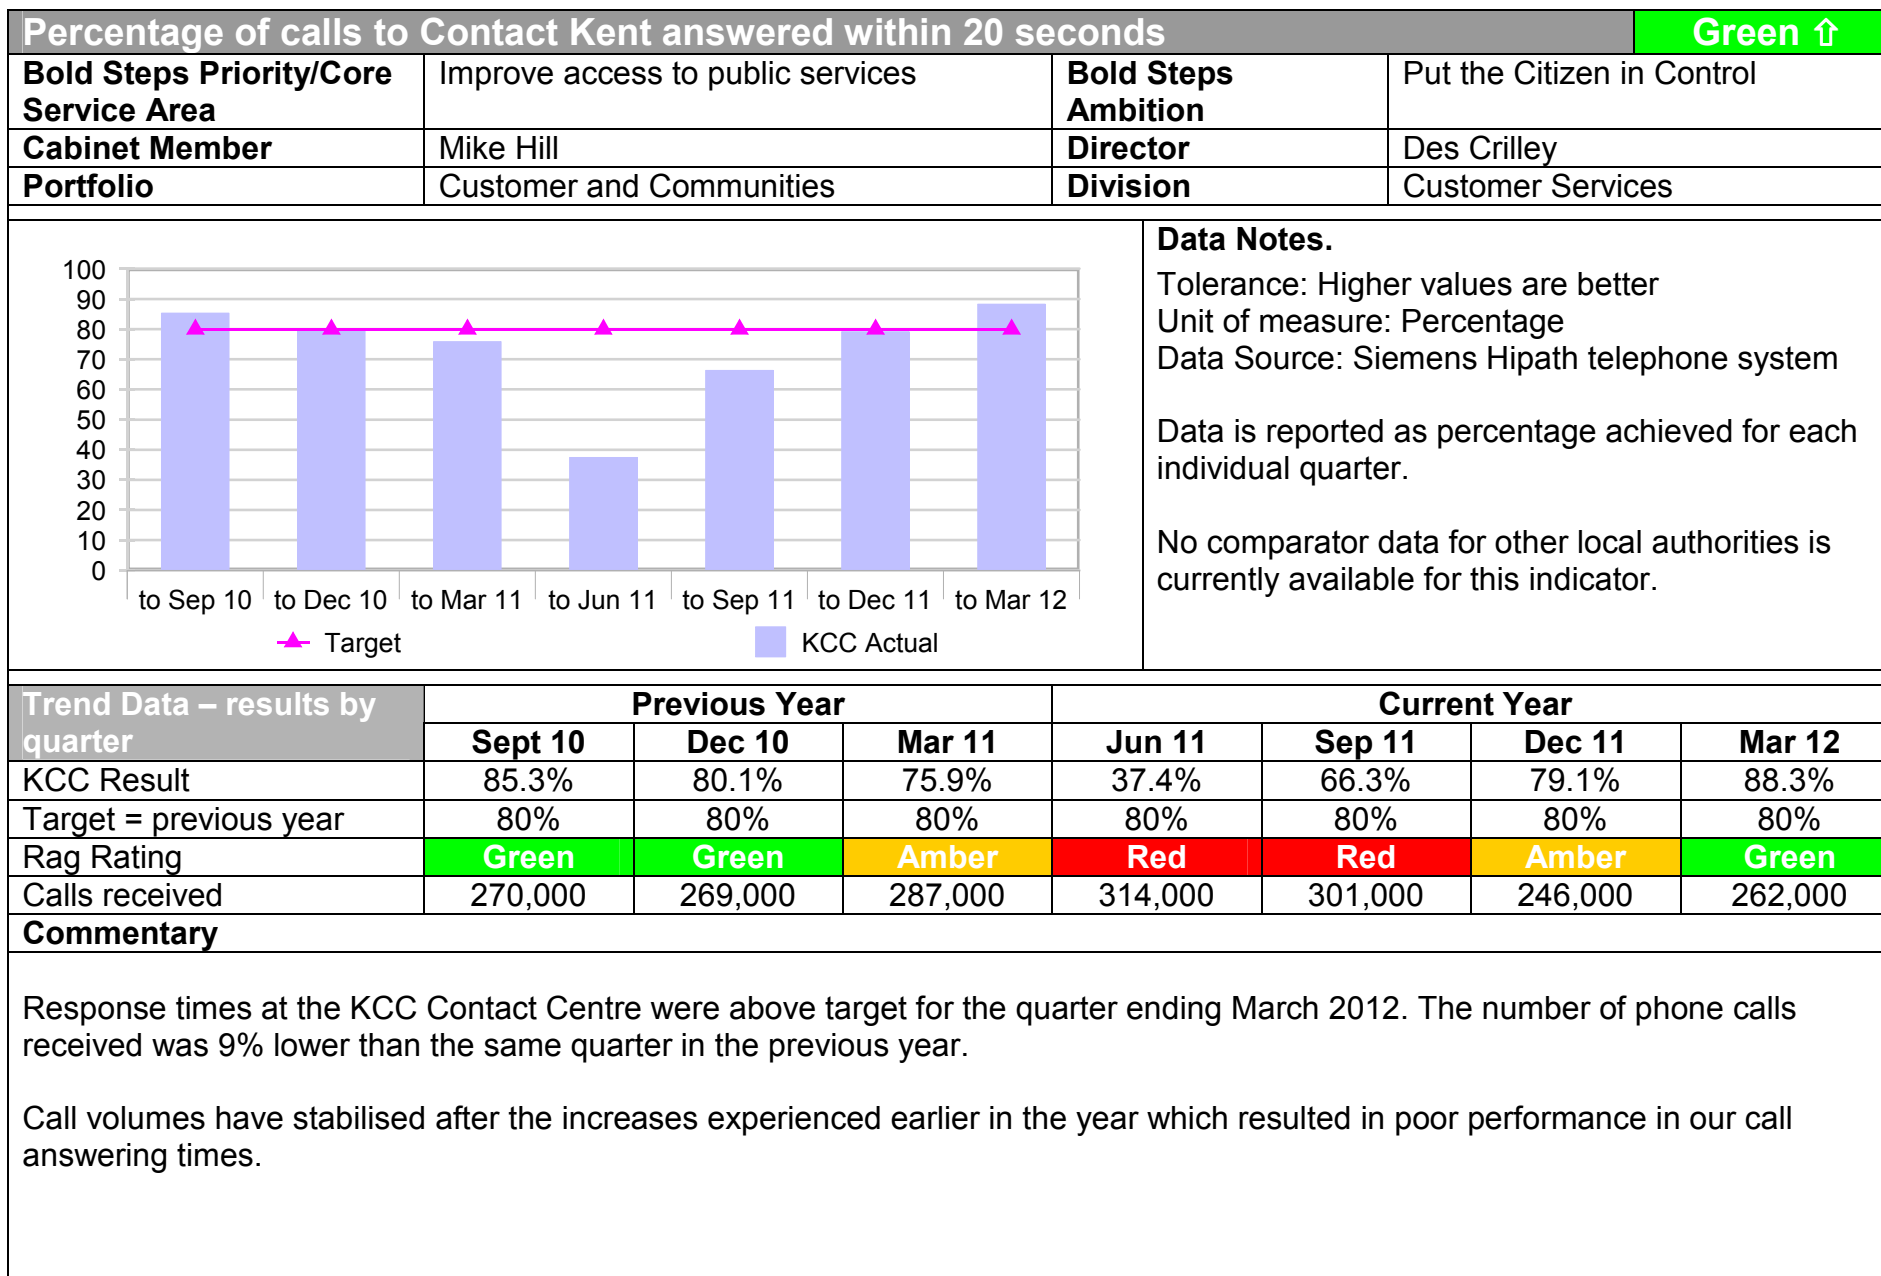 Percentage of calls to Contact Kent answered within 20 seconds Green ⇧
Bold Steps Priority/Core Service Area Improve access to public services Bold Steps Ambition Put the Citizen in Control
Cabinet Member Mike Hill Director Des Crilley
Portfolio Customer and Communities Division Customer Services
100
90
80
70
60
50
40
30
20
10
0
to Sep 10 to Dec 10 to Mar 11 to Jun 11 to Sep 11 to Dec 11 to Mar 12
Target KCC Actual
Data Notes.
Tolerance: Higher values are better
Unit of measure: Percentage
Data Source: Siemens Hipath telephone system
Data is reported as percentage achieved for each
individual quarter.
No comparator data for other local authorities is
currently available for this indicator.
Trend Data – results by quarter Previous Year Current Year
Sept 10 Dec 10 Mar 11 Jun 11 Sep 11 Dec 11 Mar 12
KCC Result 85.3% 80.1% 75.9% 37.4% 66.3% 79.1% 88.3%
Target = previous year 80% 80% 80% 80% 80% 80% 80%
Rag Rating Green Green Amber Red Red Amber Green
Calls received 270,000 269,000 287,000 314,000 301,000 246,000 262,000
Commentary
Response times at the KCC Contact Centre were above target for the quarter ending March 2012. The number of phone calls
received was 9% lower than the same quarter in the previous year.
Call volumes have stabilised after the increases experienced earlier in the year which resulted in poor performance in our call
answering times.